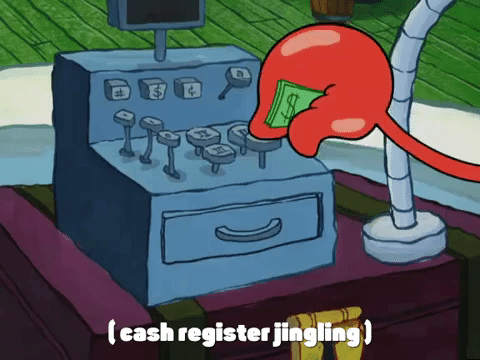 # $ ¢
$
( cash register jingling )